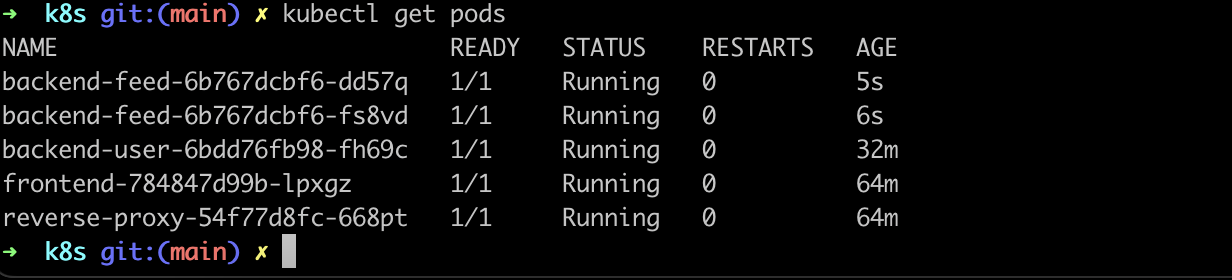 ➜  k8s git:(main) ✗ kubectl get pods
NAME                            READY   STATUS    RESTARTS   AGE
backend-feed-6b767dcbf6-dd57q   1/1     Running   0          5s
backend-feed-6b767dcbf6-fs8vd   1/1     Running   0          6s
backend-user-6bdd76fb98-fh69c   1/1     Running   0          32m
frontend-784847d99b-lpxgz       1/1     Running   0          64m
reverse-proxy-54f77d8fc-668pt   1/1     Running   0          64m
➜  k8s git:(main) ✗